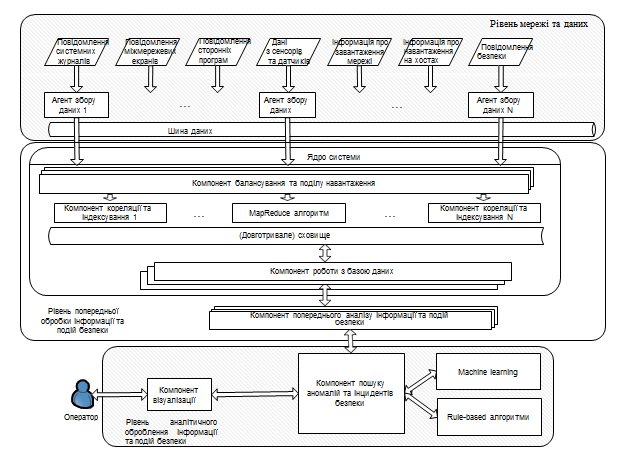 Рівень мережі та даних
Повідомлення
системних
журналів
Повідомлення
міжмережевих
екранів
Повідомлення
сторонніх
програм
Дані
з сенсорів
та датчиків
Інформація про
завантаження
мережі
Інформація про
навантаження
на хостах
Повідомлення
безпеки
Агент збору
даних 1
...
Агент збору
даних
...
Агент збору
даних N
Шина даних
Ядро системи
Компонент балансування та поділу навантаження
Компонент кореляції та
індексування 1
...
MapReduce алгоритм
...
Компонент кореляції та
індексування N
(Довготривале) сховище
Компонент роботи з базою даних
Рівень попередньої
обробки інформації та
подій безпеки
Компонент попереднього аналізу інформації та подій
безпеки
Оператор
Компонент
візуалізації
Компонент пошуку
аномалій та інцидентів
безпеки
Machine learning
Rule-based алгоритми
Рівень аналітичного
оброблення інформації
та подій безпеки